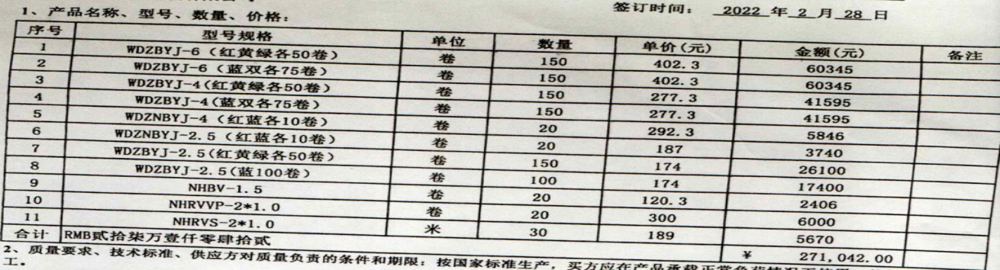 签订时间: 2022 年 2 月 28 日
1、产品名称、型号、数量、价格:
序号 型号规格 单位 数量 单价(元) 金额(元) 备注
1 WDZBYJ-6 (红黄绿各50卷) 卷 150 402.3 60345
2 WDZBYJ-6 (蓝双各75卷) 卷 150 402.3 60345
3 WDZBYJ-4(红黄绿各50卷) 卷 150 277.3 41595
4 WDZBYJ-4(蓝双各75卷) 卷 150 277.3 41595
5 WDZNBYJ-4 (红蓝各10卷) 卷 20 292.3 5846
6 WDZNBYJ-2.5 (红蓝各10卷) 卷 20 187 3740
7 WDZBYJ-2.5(红黄绿各50卷) 卷 150 174 26100
8 WDZBYJ-2.5(蓝100卷) 卷 100 174 17400
9 NHBV-1.5 卷 20 120.3 2406
10 NHRVVP-2*1.0 卷 20 300 6000
11 NHRVS-2*1.0 米 30 189 5670
合计 RMB贰拾柒万壹仟零肆拾贰 ¥ 271,042.00
2、质量要求、技术标准、供应方对质量负责的条件和期限: 按国家标准生产, 买方应在产品承载正常负荷情况下
工。